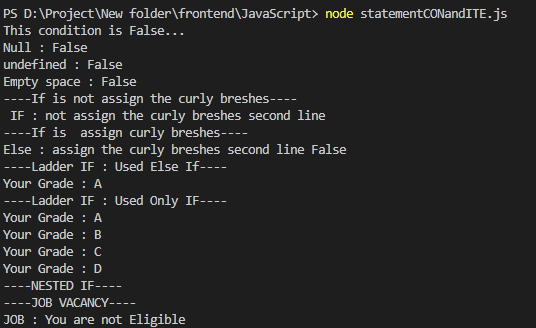 PS D:\Project\New folder\frontend\JavaScript> node statementCONandITE.js
This condition is False...
Null : False
undefined : False
Empty space : False
----If is not assign the curly breshes----
 IF : not assign the curly breshes second line
----If is  assign curly breshes----
Else : assign the curly breshes second line False
----Ladder IF : Used Else If----
Your Grade : A
----Ladder IF : Used Only IF----
Your Grade : A
Your Grade : B
Your Grade : C
Your Grade : D
----NESTED IF----
----JOB VACANCY----
JOB : You are not Eligible